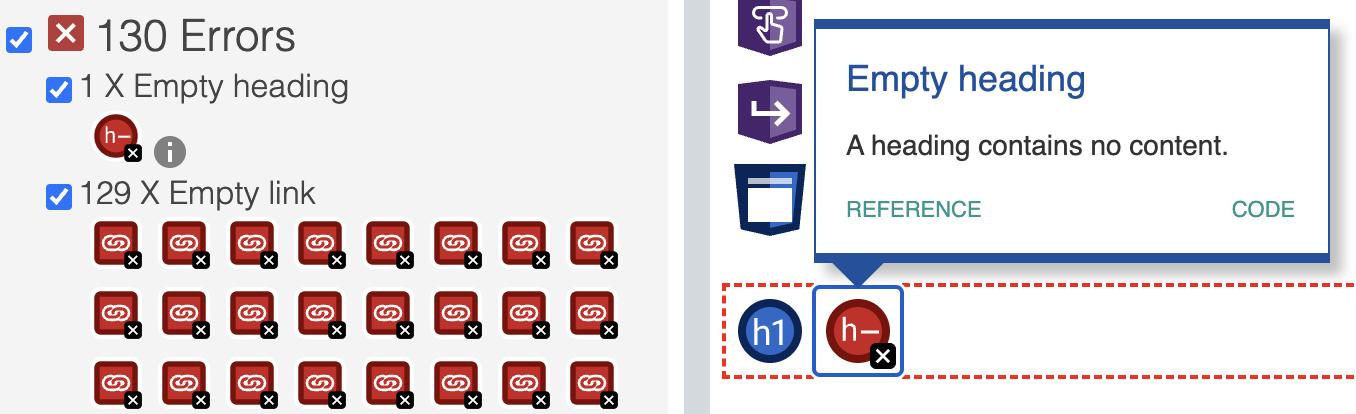 130 Errors
1 X Empty heading
h–
i
129 X Empty link
Empty heading
A heading contains no content.
REFERENCE CODE
h1 h–